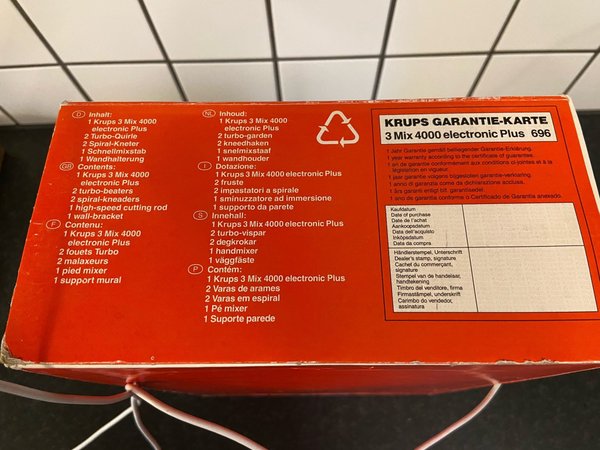 D Inhalt:
1 Krups 3 Mix 4000
electronic Plus
2 Turbo-Quirle
2 Spiral-Kneter
1 Schnellmixstab
1 Wandhalterung
GB Contents:
1 Krups 3 Mix 4000
electronic Plus
2 turbo-beaters
2 spiral-kneaders
1 high-speed cutting rod
1 wall-bracket
F Contenu:
1 Krups 3 Mix 4000
electronic Plus
2 fouets Turbo
2 malaxeurs
1 pied mixer
1 support mural
NL Inhoud:
1 Krups 3 Mix 4000
electronic Plus
2 turbo-garden
2 kneedhaken
1 snelmixstaaf
1 wandhouder
I Dotazione:
1 Krups 3 Mix 4000 electronic Plus
2 fruste
2 impastatori a spirale
1 sminuzzatore ad immersione
1 supporto da parete
S Innehall:
1 Krups 3 Mix 4000 electronic Plus
2 turbo-vispar
2 degkrokar
1 handmixer
1 väggfäste
P Contém:
1 Krups 3 Mix 4000 electronic Plus
2 Varas de arames
2 Varas em espiral
1 Pé mixer
1 Suporte parede
KRUPS GARANTIE-KARTE
3 Mix 4000 electronic Plus 696
1 Jahr Garantie gemäß beiliegender Garantie-Erklärung.
1 year warranty according to the certificate of guarantee.
1 an de garantie conformément aux conditions ci-jointes et à la
législation en vigueur.
1 jaar garantie volgens bijgesloten garantie-verklaring
1 anno di garanzia come da dichiarazione acclusa.
1 års garanti enligt bif. garantisedel.
1 ano de garantia conforme o Certificado de Garantia anexado.
Kaufdatum
Date of purchase
Date de l'achat
Aankoopsdatum
Data dell'acquisto
Inköpsdatum
Data da compra
Händlerstempel, Unterschrift
Dealer's stamp, signature
Cachet du commerçant,
signature
Stempel van de handelaar,
handtekening
Timbro del venditore, firma
Firmastämpel, underskrift
Carimbo do vendedor,
assinatura